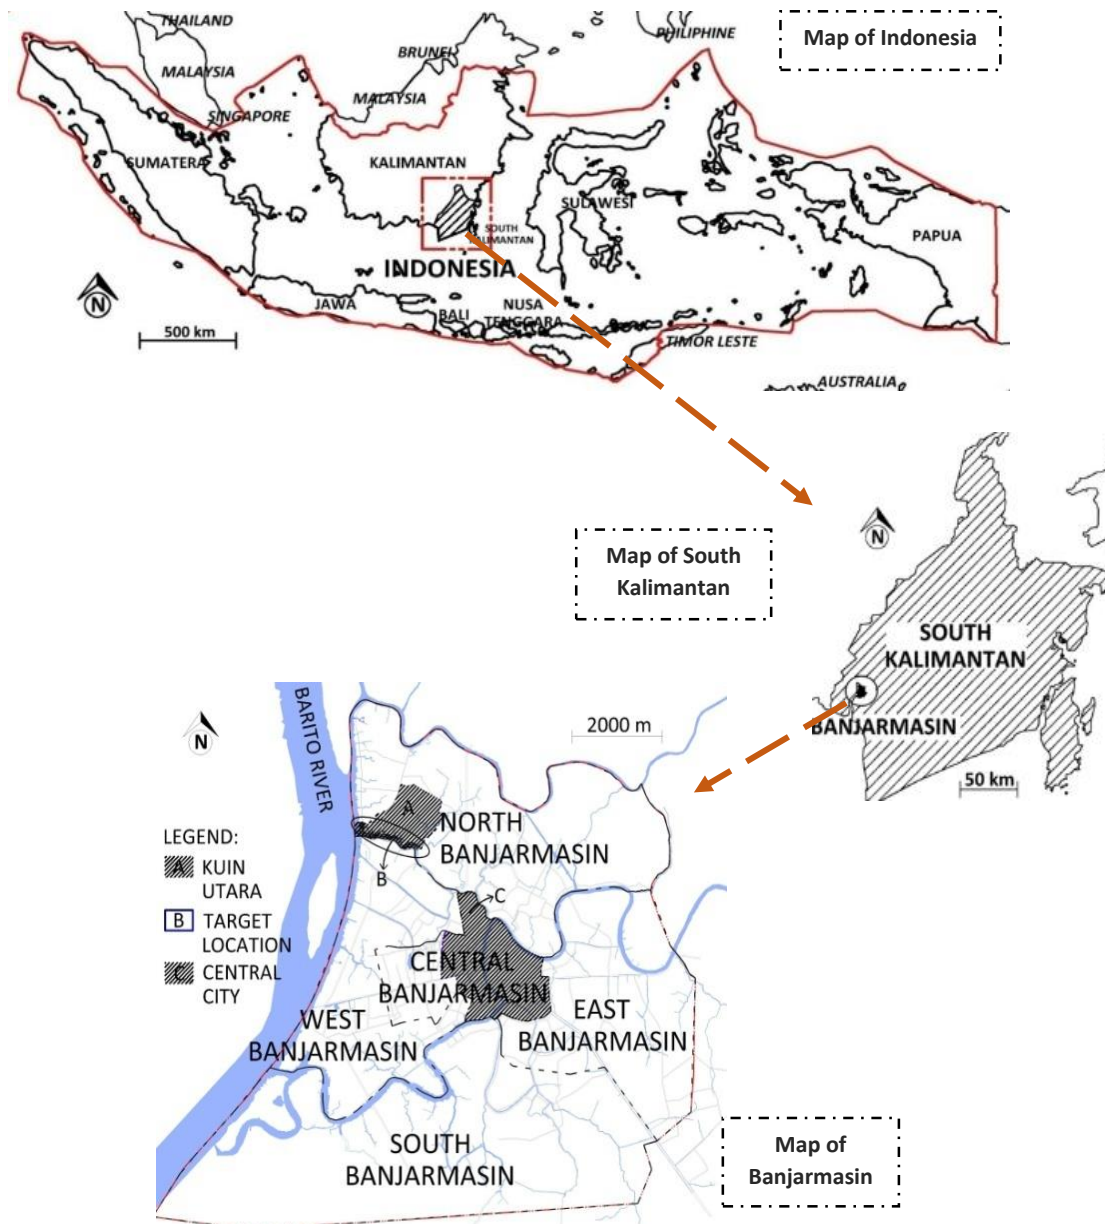 THAILAND
PHILIPHINE
Map of Indonesia
BRUNEI
MALAYSIA
MALAYSIA
SINGAPORE
SUMATERA
KALIMANTAN
SULAWESI
SOUTH
KALIMANTAN
PAPUA
INDONESIA
N
JAWA
BALI
NUSA
TENGGARA
500 km
TIMOR LESTE
AUSTRALIA
N
Map of South
Kalimantan
SOUTH
KALIMANTAN
BANJARMASIN
50 km
BARITO RIVER
N
2000 m
A
NORTH
BANJARMASIN
B
C
LEGEND:
A KUIN
UTARA
B TARGET
LOCATION
C CENTRAL
CITY
CENTRAL
BANJARMASIN
WEST
BANJARMASIN
EAST
BANJARMASIN
SOUTH
BANJARMASIN
Map of
Banjarmasin